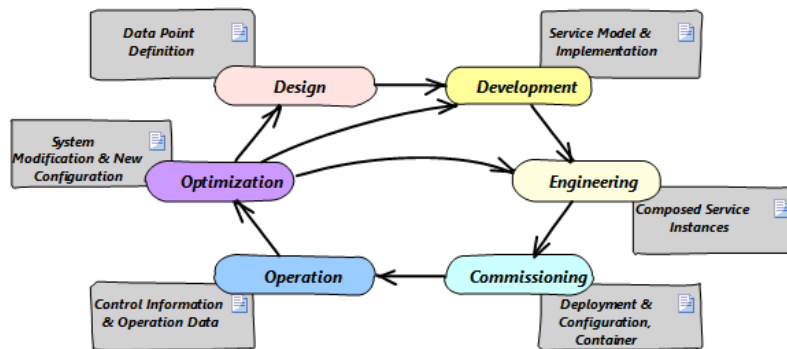 Data Point
Definition
Service Model &
Implementation
Design
Development
System
Modification & New
Configuration
Optimization
Engineering
Composed Service
Instances
Operation
Commissioning
Control Information
& Operation Data
Deployment &
Configuration,
Container